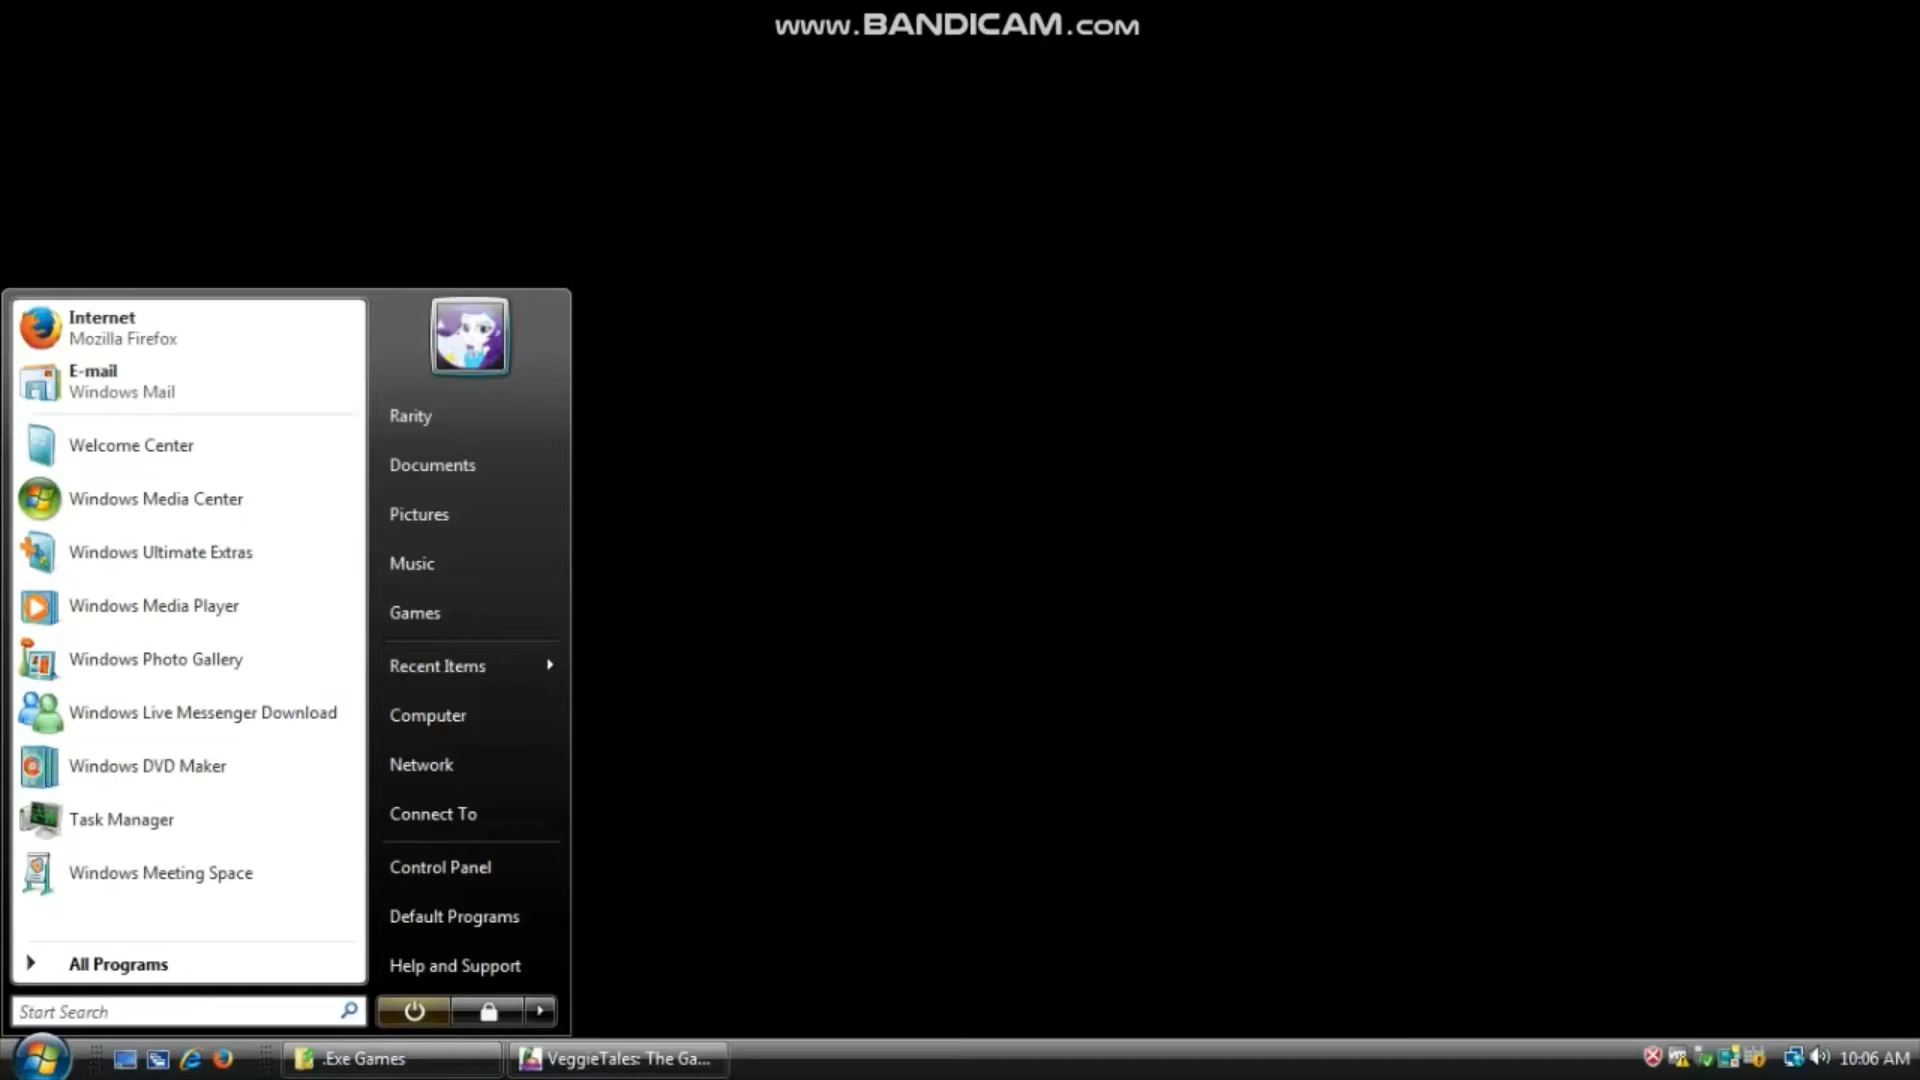 www.BANDICAM.com
Internet
Mozilla Firefox
E-mail
Windows Mail
Welcome Center
Windows Media Center
Windows Ultimate Extras
Windows Media Player
Windows Photo Gallery
Windows Live Messenger Download
Windows DVD Maker
Task Manager
Windows Meeting Space
All Programs
Start Search
Rarity
Documents
Pictures
Music
Games
Recent Items
Computer
Network
Connect To
Control Panel
Default Programs
Help and Support
.Exe Games
VeggieTales: The Ga...
10:06 AM